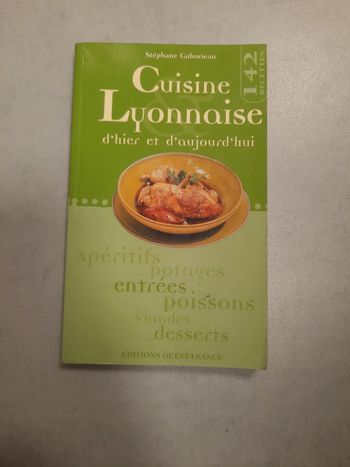 Stéphane Gaborieau
Cuisine
Lyonnaise
d'hier et d'aujourd'hui
142
RECETTES
Apéritifs
potages
entrées
poissons
viandes
desserts
EDITIONS OUEST-FRANCE